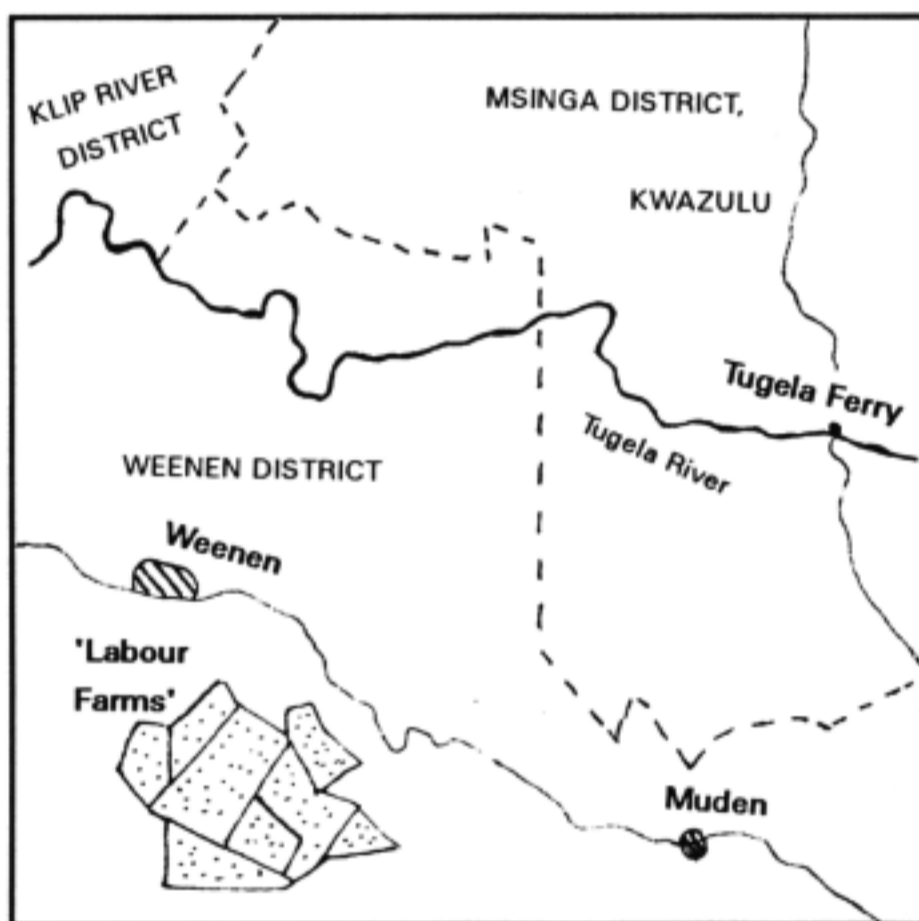 KLIP RIVER
DISTRICT
MSINGA DISTRICT,
KWAZULU
Tugela Ferry
Tugela River
WEENEN DISTRICT
Weenen
'Labour
Farms'
Muden